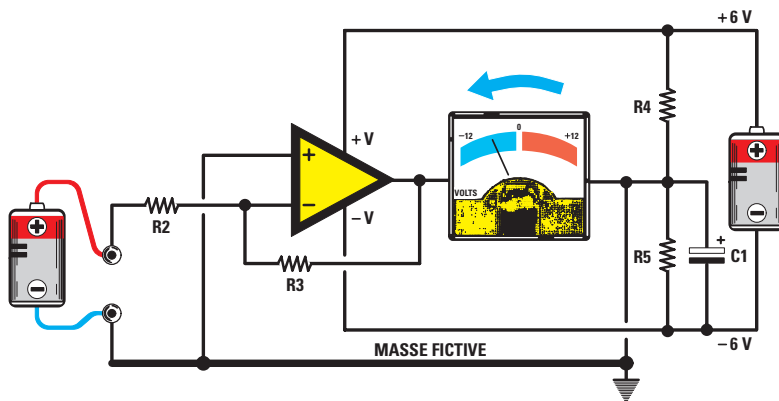 +6 V
R4
−12
0
+12
+V
+
VOLTS
+
−
−V
R2
R3
R5
+
C1
+
−
+
−
MASSE FICTIVE
−6 V